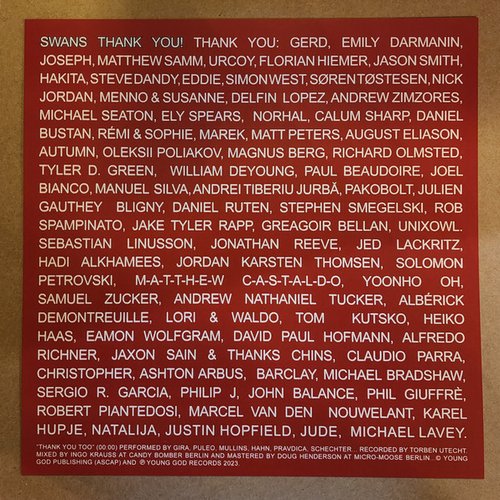 SWANS THANK YOU! THANK YOU: GERD, EMILY DARMANIN,
JOSEPH, MATTHEW SAMM, URCOY, FLORIAN HIEMER, JASON SMITH,
HAKITA, STEVE DANDY, EDDIE, SIMON WEST, SØREN TØSTESEN, NICK
JORDAN, MENNO & SUSANNE, DELFIN LOPEZ, ANDREW ZIMZORES,
MICHAEL SEATON, ELY SPEARS, NORHAL, CALUM SHARP, DANIEL
BUSTAN, RÉMI & SOPHIE, MAREK, MATT PETERS, AUGUST ELIASON,
AUTUMN, OLEKSII POLIAKOV, MAGNUS BERG, RICHARD OLMSTED,
TYLER D. GREEN, WILLIAM DEYOUNG, PAUL BEAUDOIRE, JOEL
BIANCO, MANUEL SILVA, ANDREI TIBERIU JURBĂ, PAKOBOLT, JULIEN
GAUTHEY BLIGNY, DANIEL RUTEN, STEPHEN SMEGELSKI, ROB
SPAMPINATO, JAKE TYLER RAPP, GREAGOIR BELLAN, UNIXOWL.
SEBASTIAN LINUSSON, JONATHAN REEVE, JED LACKRITZ,
HADI ALKHAMEES, JORDAN KARSTEN THOMSEN, SOLOMON
PETROVSKI, M-A-T-T-H-E-W C-A-S-T-A-L-D-O, YOONHO OH,
SAMUEL ZUCKER, ANDREW NATHANIEL TUCKER, ALBÉRICK
DEMONTREUILLE, LORI & WALDO, TOM KUTSKO, HEIKO
HAAS, EAMON WOLFGRAM, DAVID PAUL HOFMANN, ALFREDO
RICHNER, JAXON SAIN & THANKS CHINS, CLAUDIO PARRA,
CHRISTOPHER, ASHTON ARBUS, BARCLAY, MICHAEL BRADSHAW,
SERGIO R. GARCIA, PHILIP J, JOHN BALANCE, PHIL GIUFFRÈ,
ROBERT PIANTEDOSI, MARCEL VAN DEN NOUWELANT, KAREL
HUPJE, NATALIJA, JUSTIN HOPFIELD, JUDE, MICHAEL LAVEY.
"THANK YOU TOO" (00:00) PERFORMED BY GIRA, PULEO, MULLINS, HAHN, PRAVDICA, SCHECHTER... RECORDED BY TORBEN UTECHT.
MIXED BY INGO KRAUSS AT CANDY BOMBER BERLIN AND MASTERED BY DOUG HENDERSON AT MICRO-MOOSE BERLIN... © YOUNG
GOD PUBLISHING (ASCAP) AND ℗ YOUNG GOD RECORDS 2023.